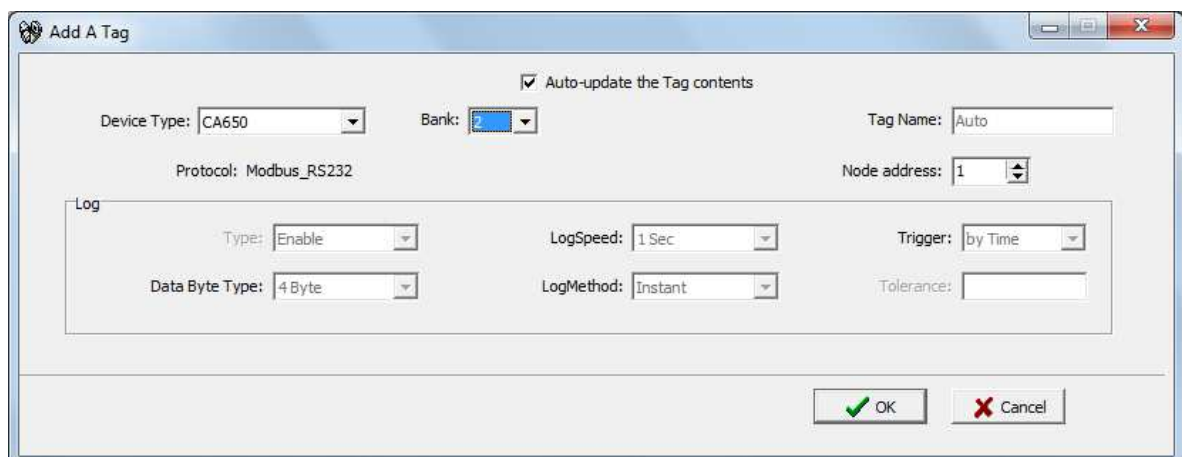 Add A Tag
Auto-update the Tag contents
Device Type: CA650 Bank: 2 Tag Name: Auto
Protocol: Modbus_RS232 Node address: 1
Log
Type: Enable LogSpeed: 1 Sec Trigger: by Time
Data Byte Type: 4 Byte LogMethod: Instant Tolerance:
OK Cancel